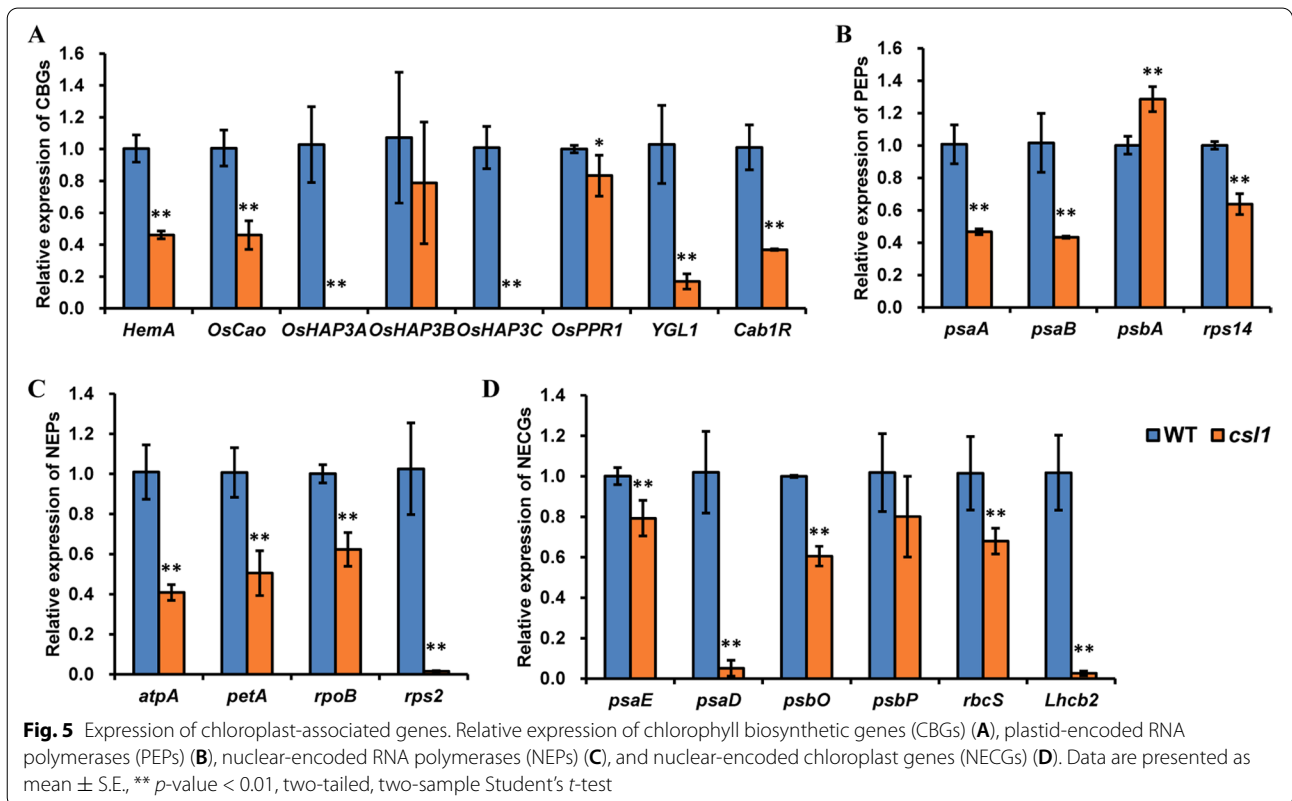 A
Relative expression of CBGs
1.6
1.4
1.2
1.0
0.8
0.6
0.4
0.2
0.0
** ** ** ** * ** **
HemA OsCao OsHAP3A OsHAP3B OsHAP3C OsPPR1 YGL1 Cab1R
B
Relative expression of PEPs
1.6
1.4
1.2
1.0
0.8
0.6
0.4
0.2
0.0
** ** ** **
psaA psaB psbA rps14
C
Relative expression of NEPs
1.4
1.2
1.0
0.8
0.6
0.4
0.2
0.0
** ** ** **
atpA petA rpoB rps2
D
Relative expression of NECGs
1.4
1.2
1.0
0.8
0.6
0.4
0.2
0.0
** ** ** ** **
psaE psaD psbO psbP rbcS Lhcb2
WT csl1
Fig. 5 Expression of chloroplast-associated genes. Relative expression of chlorophyll biosynthetic genes (CBGs) (A), plastid-encoded RNA
polymerases (PEPs) (B), nuclear-encoded RNA polymerases (NEPs) (C), and nuclear-encoded chloroplast genes (NECGs) (D). Data are presented as
mean ± S.E., ** p-value < 0.01, two-tailed, two-sample Student's t-test